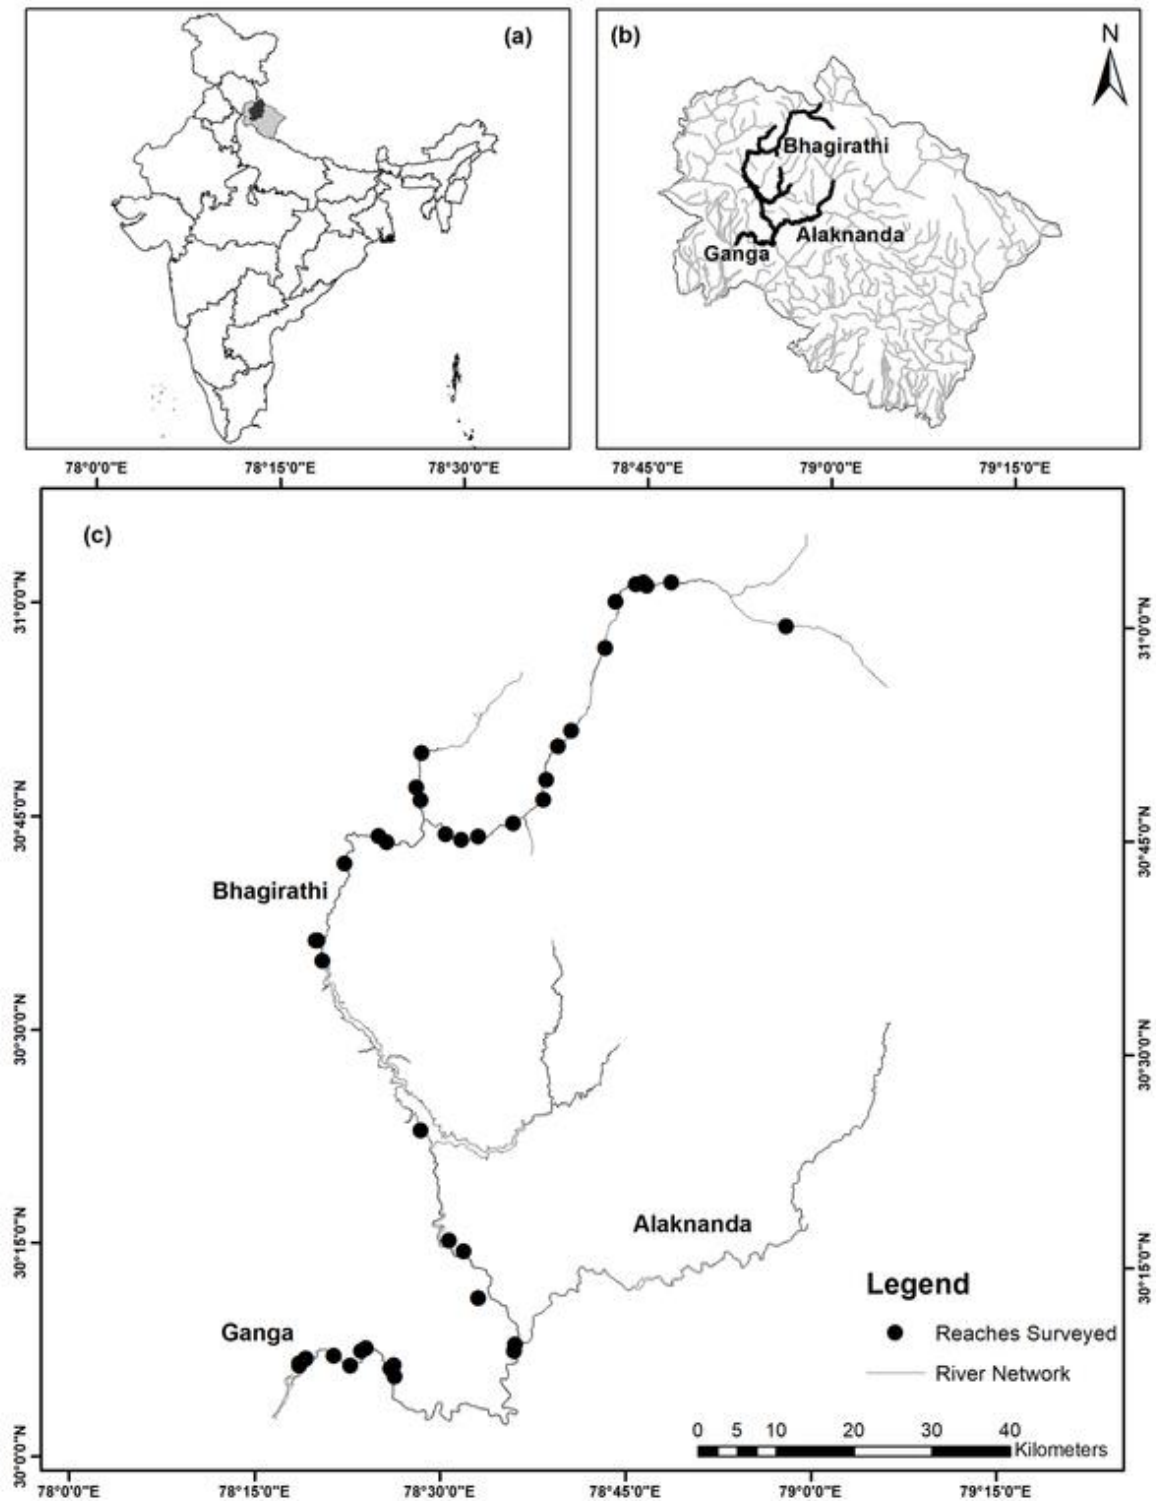 (a)
(b)
N
Bhagirathi
Alaknanda
Ganga
78°0'0"E
78°15'0"E
78°30'0"E
78°45'0"E
79°0'0"E
79°15'0"E
(c)
31°0'0"N
31°0'0"N
30°45'0"N
30°45'0"N
Bhagirathi
30°30'0"N
30°30'0"N
Alaknanda
30°15'0"N
30°15'0"N
Legend
Ganga
Reaches Surveyed
River Network
0 5 10 20 30 40
Kilometers
30°0'0"N
78°0'0"E
78°15'0"E
78°30'0"E
78°45'0"E
79°0'0"E
79°15'0"E